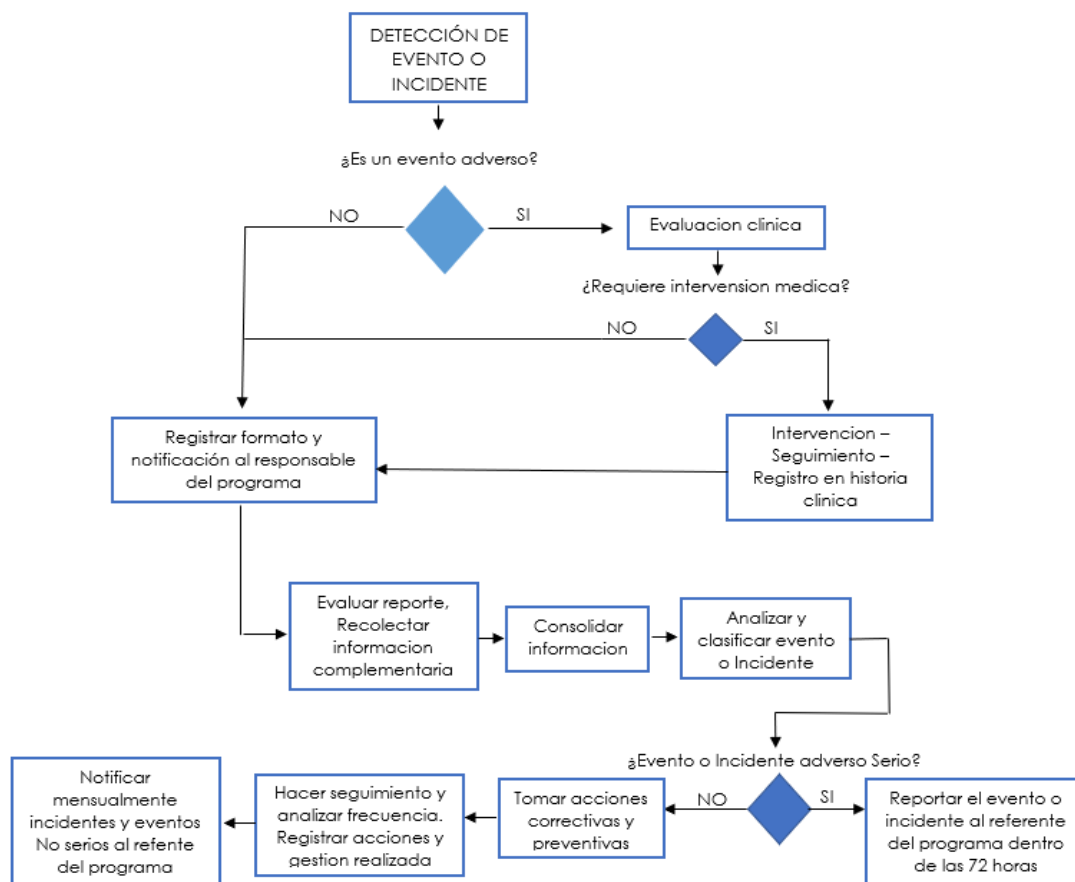 DETECCIÓN DE
EVENTO O
INCIDENTE
¿Es un evento adverso?
NO
SI
Evaluacion clinica
¿Requiere intervension medica?
NO
SI
Registrar formato y
notificación al responsable
del programa
Intervencion –
Seguimiento –
Registro en historia
clinica
Evaluar reporte,
Recolectar
informacion
complementaria
Consolidar
informacion
Analizar y
clasificar evento
o Incidente
¿Evento o Incidente adverso Serio?
NO
SI
Notificar
mensualmente
incidentes y eventos
No serios al refente
del programa
Hacer seguimiento y
analizar frecuencia.
Registrar acciones y
gestion realizada
Tomar acciones
correctivas y
preventivas
Reportar el evento o
incidente al referente
del programa dentro
de las 72 horas